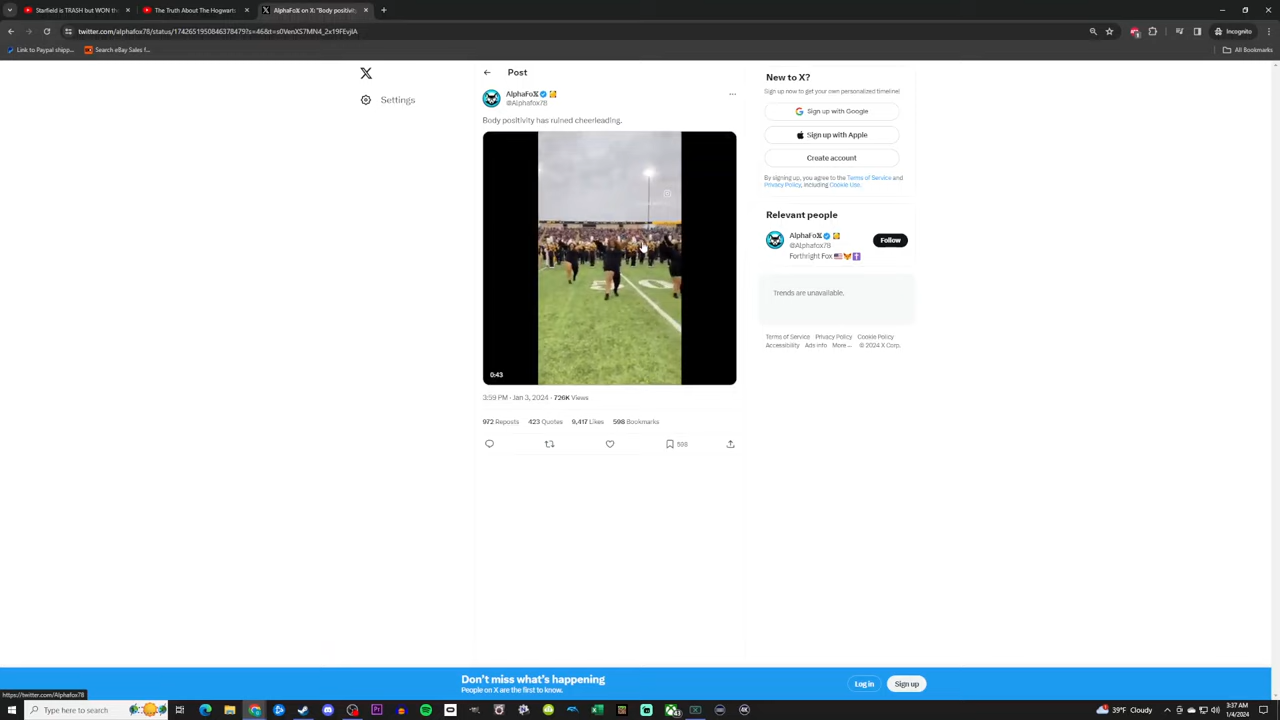 Starfield is TRASH but WON th
The Truth About The Hogwarts
AlphaFoX on X: "Body positivity
twitter.com/alphafox78/status/1742651950846378479?s=46&t=s0VenXS7MN4_2x19FEvjIA
Incognito
Link to Paypal shipp...
Search eBay Sales f...
All Bookmarks
Settings
Post
AlphaFoX
@Alphafox78
Body positivity has ruined cheerleading.
0:43
3:59 PM · Jan 3, 2024 · 726K Views
972 Reposts 423 Quotes 9,417 Likes 598 Bookmarks
598
New to X?
Sign up now to get your own personalized timeline!
Sign up with Google
Sign up with Apple
Create account
By signing up, you agree to the Terms of Service and
Privacy Policy, including Cookie Use.
Relevant people
AlphaFoX
@Alphafox78
Follow
Forthright Fox
Trends are unavailable.
Terms of Service Privacy Policy Cookie Policy
Accessibility Ads info More ··· © 2024 X Corp.
Don't miss what's happening
People on X are the first to know.
Log in
Sign up
https://twitter.com/Alphafox78
Type here to search
39°F Cloudy
3:37 AM
1/4/2024